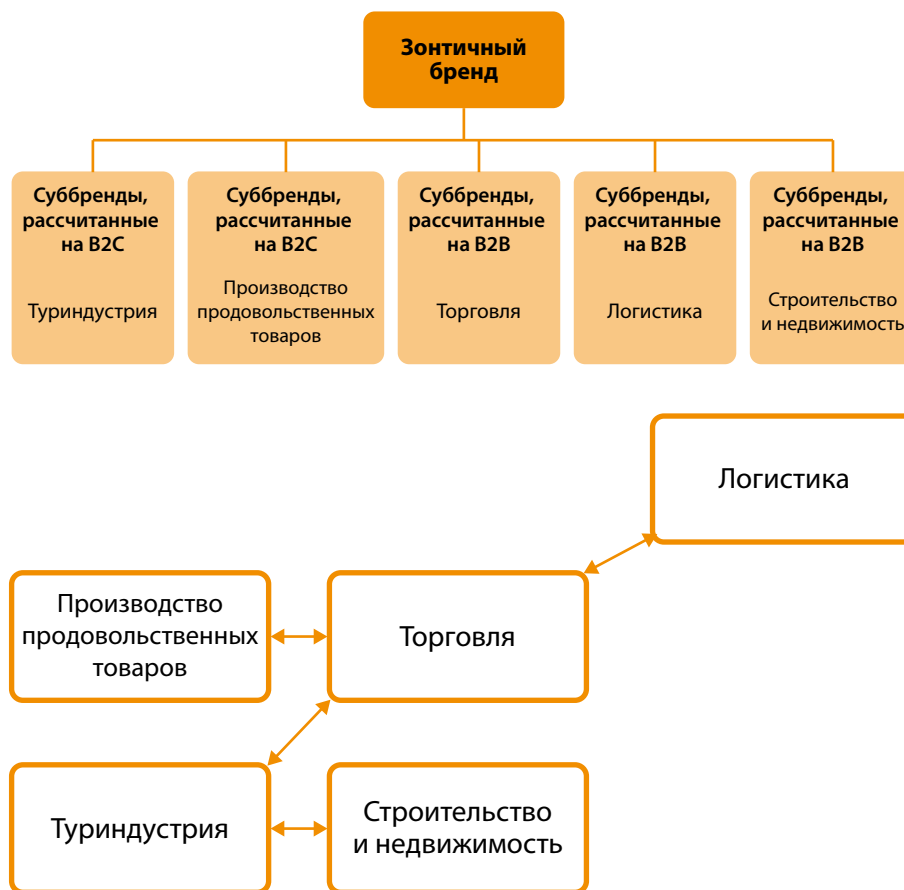 Зонтичный
бренд
Суббренды,
рассчитанные
на B2C
Туриндустрия
Суббренды,
рассчитанные
на B2C
Производство
продовольственных
товаров
Суббренды,
рассчитанные
на B2B
Торговля
Суббренды,
рассчитанные
на B2B
Логистика
Суббренды,
рассчитанные
на B2B
Строительство
и недвижимость
Логистика
Производство
продовольственных
товаров
Торговля
Туриндустрия
Строительство
и недвижимость